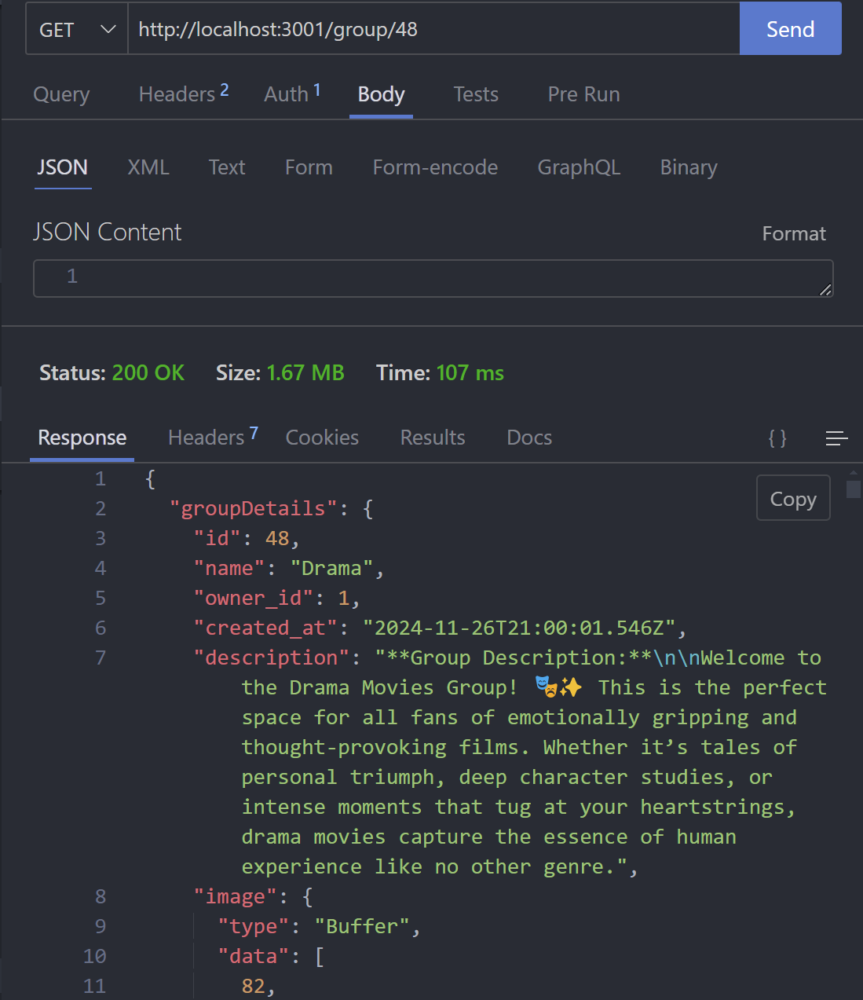 GET http://localhost:3001/group/48 Send
Query Headers 2 Auth 1 Body Tests Pre Run
JSON XML Text Form Form-encode GraphQL Binary
JSON Content Format
1
Status: 200 OK Size: 1.67 MB Time: 107 ms
Response Headers 7 Cookies Results Docs { }
1 {
Copy
2 "groupDetails": {
3 "id": 48,
4 "name": "Drama",
5 "owner_id": 1,
6 "created_at": "2024-11-26T21:00:01.546Z",
7 "description": "**Group Description:**\n\nWelcome to
the Drama Movies Group! 🎭✨ This is the perfect
space for all fans of emotionally gripping and
thought-provoking films. Whether it’s tales of
personal triumph, deep character studies, or
intense moments that tug at your heartstrings,
drama movies capture the essence of human
experience like no other genre.",
8 "image": {
9 "type": "Buffer",
10 "data": [
11 82,